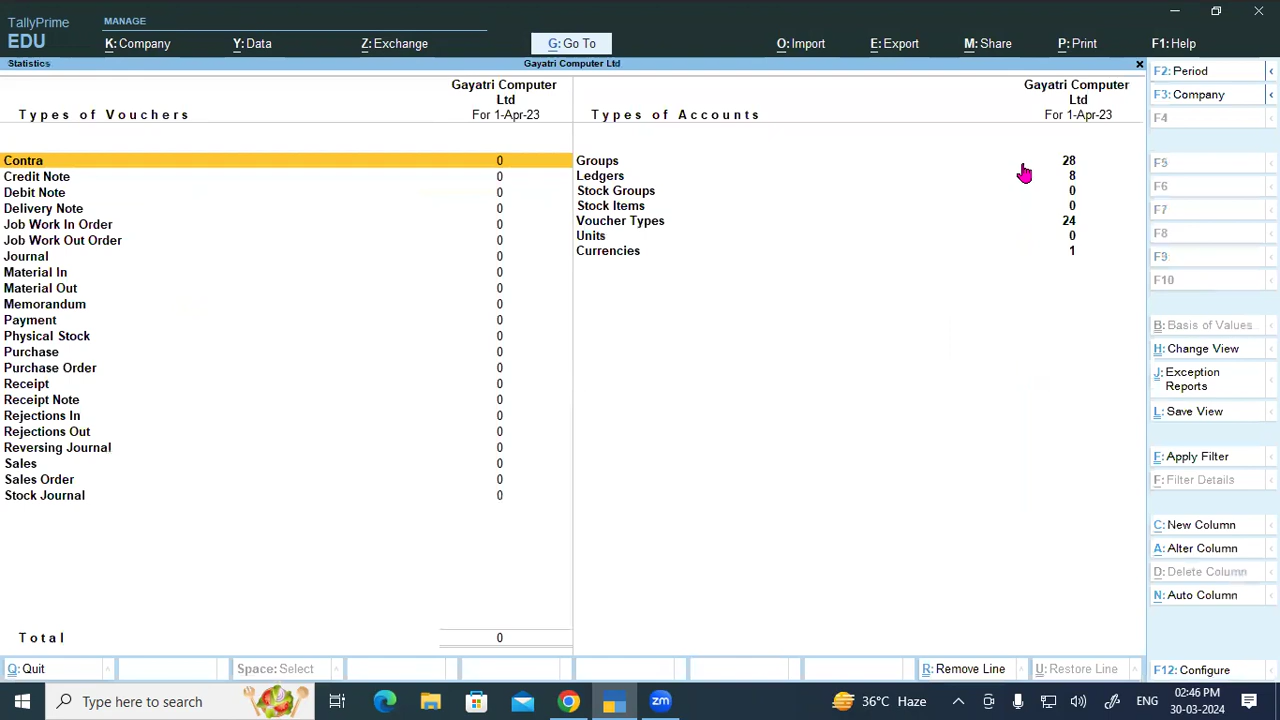 TallyPrime
EDU
MANAGE
K: Company
Y: Data
Z: Exchange
G: Go To
O: Import
E: Export
M: Share
P: Print
F1: Help
Statistics
Gayatri Computer Ltd
Types of Vouchers
Gayatri Computer
Ltd
For 1-Apr-23
Types of Accounts
Gayatri Computer
Ltd
For 1-Apr-23
Contra 0
Credit Note 0
Debit Note 0
Delivery Note 0
Job Work In Order 0
Job Work Out Order 0
Journal 0
Material In 0
Material Out 0
Memorandum 0
Payment 0
Physical Stock 0
Purchase 0
Purchase Order 0
Receipt 0
Receipt Note 0
Rejections In 0
Rejections Out 0
Reversing Journal 0
Sales 0
Sales Order 0
Stock Journal 0
Total 0
Groups 28
Ledgers 8
Stock Groups 0
Stock Items 0
Voucher Types 24
Units 0
Currencies 1
F2: Period
F3: Company
F4
F5
F6
F7
F8
F9
F10
B: Basis of Values
H: Change View
J: Exception
Reports
L: Save View
F: Apply Filter
F: Filter Details
C: New Column
A: Alter Column
D: Delete Column
N: Auto Column
F12: Configure
Q: Quit
Space: Select
R: Remove Line
U: Restore Line
Type here to search
zm
36°C Haze
ENG
02:46 PM
30-03-2024